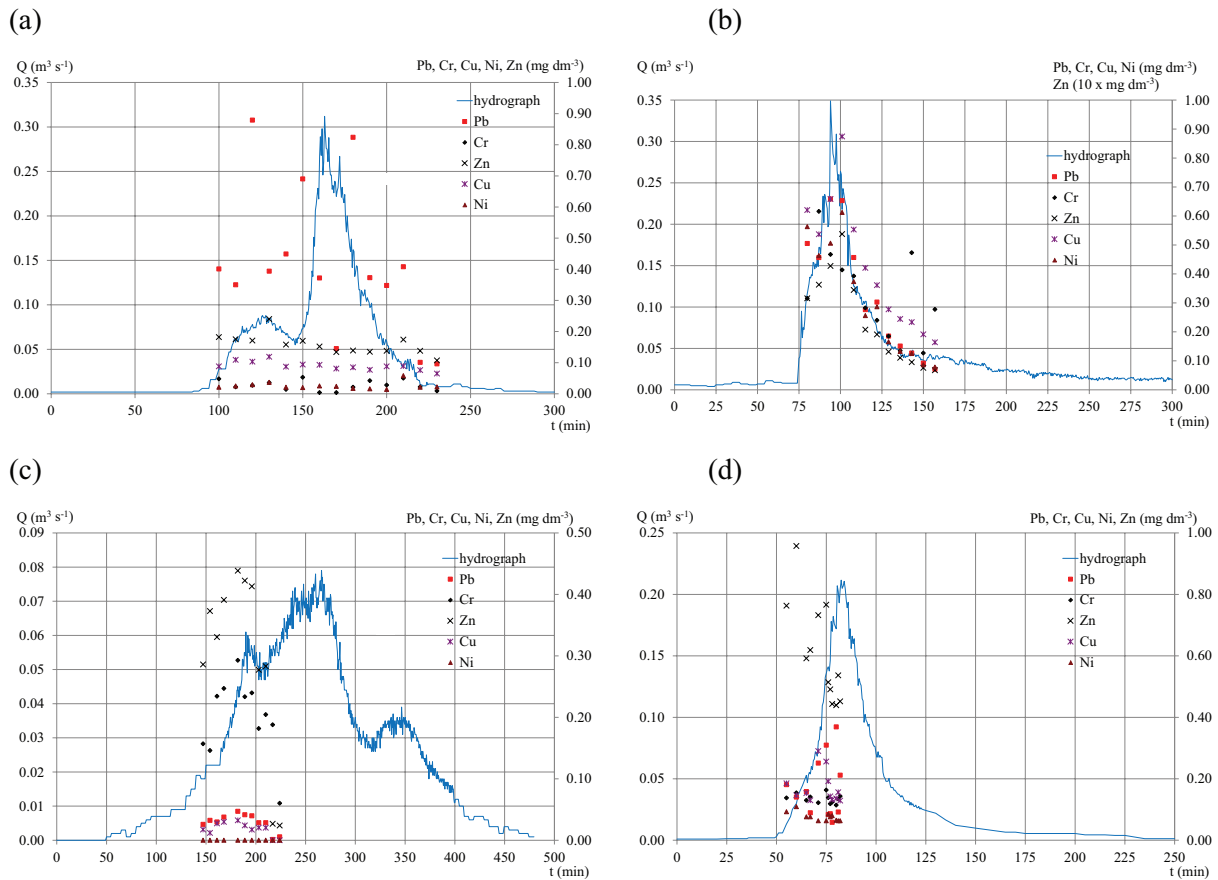 (a)
Q (m³ s⁻¹)
Pb, Cr, Cu, Ni, Zn (mg dm⁻³)
0.35
0.30
0.25
0.20
0.15
0.10
0.05
0.00
1.00
0.90
0.80
0.70
0.60
0.50
0.40
0.30
0.20
0.10
0.00
hydrograph
Pb
Cr
Zn
Cu
Ni
0 50 100 150 200 250 300
t (min)
(b)
Q (m³ s⁻¹)
Pb, Cr, Cu, Ni (mg dm⁻³)
Zn (10 x mg dm⁻³)
0.35
0.30
0.25
0.20
0.15
0.10
0.05
0.00
1.00
0.90
0.80
0.70
0.60
0.50
0.40
0.30
0.20
0.10
0.00
hydrograph
Pb
Cr
Zn
Cu
Ni
0 25 50 75 100 125 150 175 200 225 250 275 300
t (min)
(c)
Q (m³ s⁻¹)
Pb, Cr, Cu, Ni, Zn (mg dm⁻³)
0.09
0.08
0.07
0.06
0.05
0.04
0.03
0.02
0.01
0.00
0.50
0.40
0.30
0.20
0.10
0.00
hydrograph
Pb
Cr
Zn
Cu
Ni
0 50 100 150 200 250 300 350 400 450 500
t (min)
(d)
Q (m³ s⁻¹)
Pb, Cr, Cu, Ni, Zn (mg dm⁻³)
0.25
0.20
0.15
0.10
0.05
0.00
1.00
0.80
0.60
0.40
0.20
0.00
hydrograph
Pb
Cr
Zn
Cu
Ni
0 25 50 75 100 125 150 175 200 225 250
t (min)